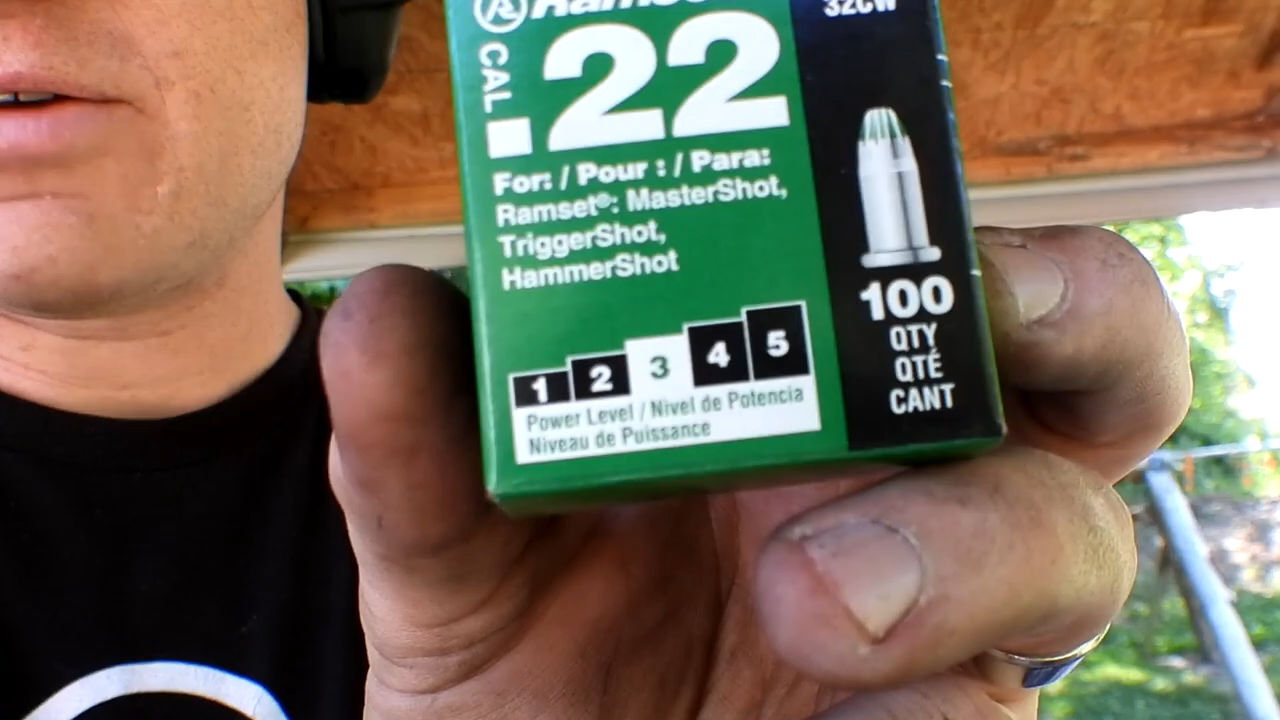 Ramset
CAL .22
For: / Pour : / Para:
Ramset®: MasterShot,
TriggerShot,
HammerShot
1 2 3 4 5
Power Level / Nivel de Potencia
Niveau de Puissance
32CW
100
QTY
QTÉ
CANT